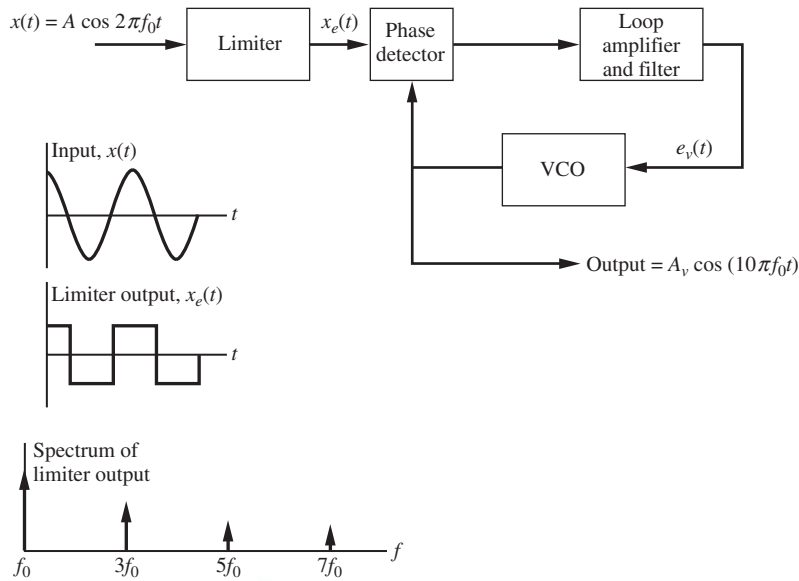 x(t) = A cos 2πf₀t
Limiter
xₑ(t)
Phase
detector
Loop
amplifier
and filter
Input, x(t)
t
VCO
eᵥ(t)
Output = Aᵥ cos (10πf₀t)
Limiter output, xₑ(t)
t
Spectrum of
limiter output
f₀
3f₀
5f₀
7f₀
f